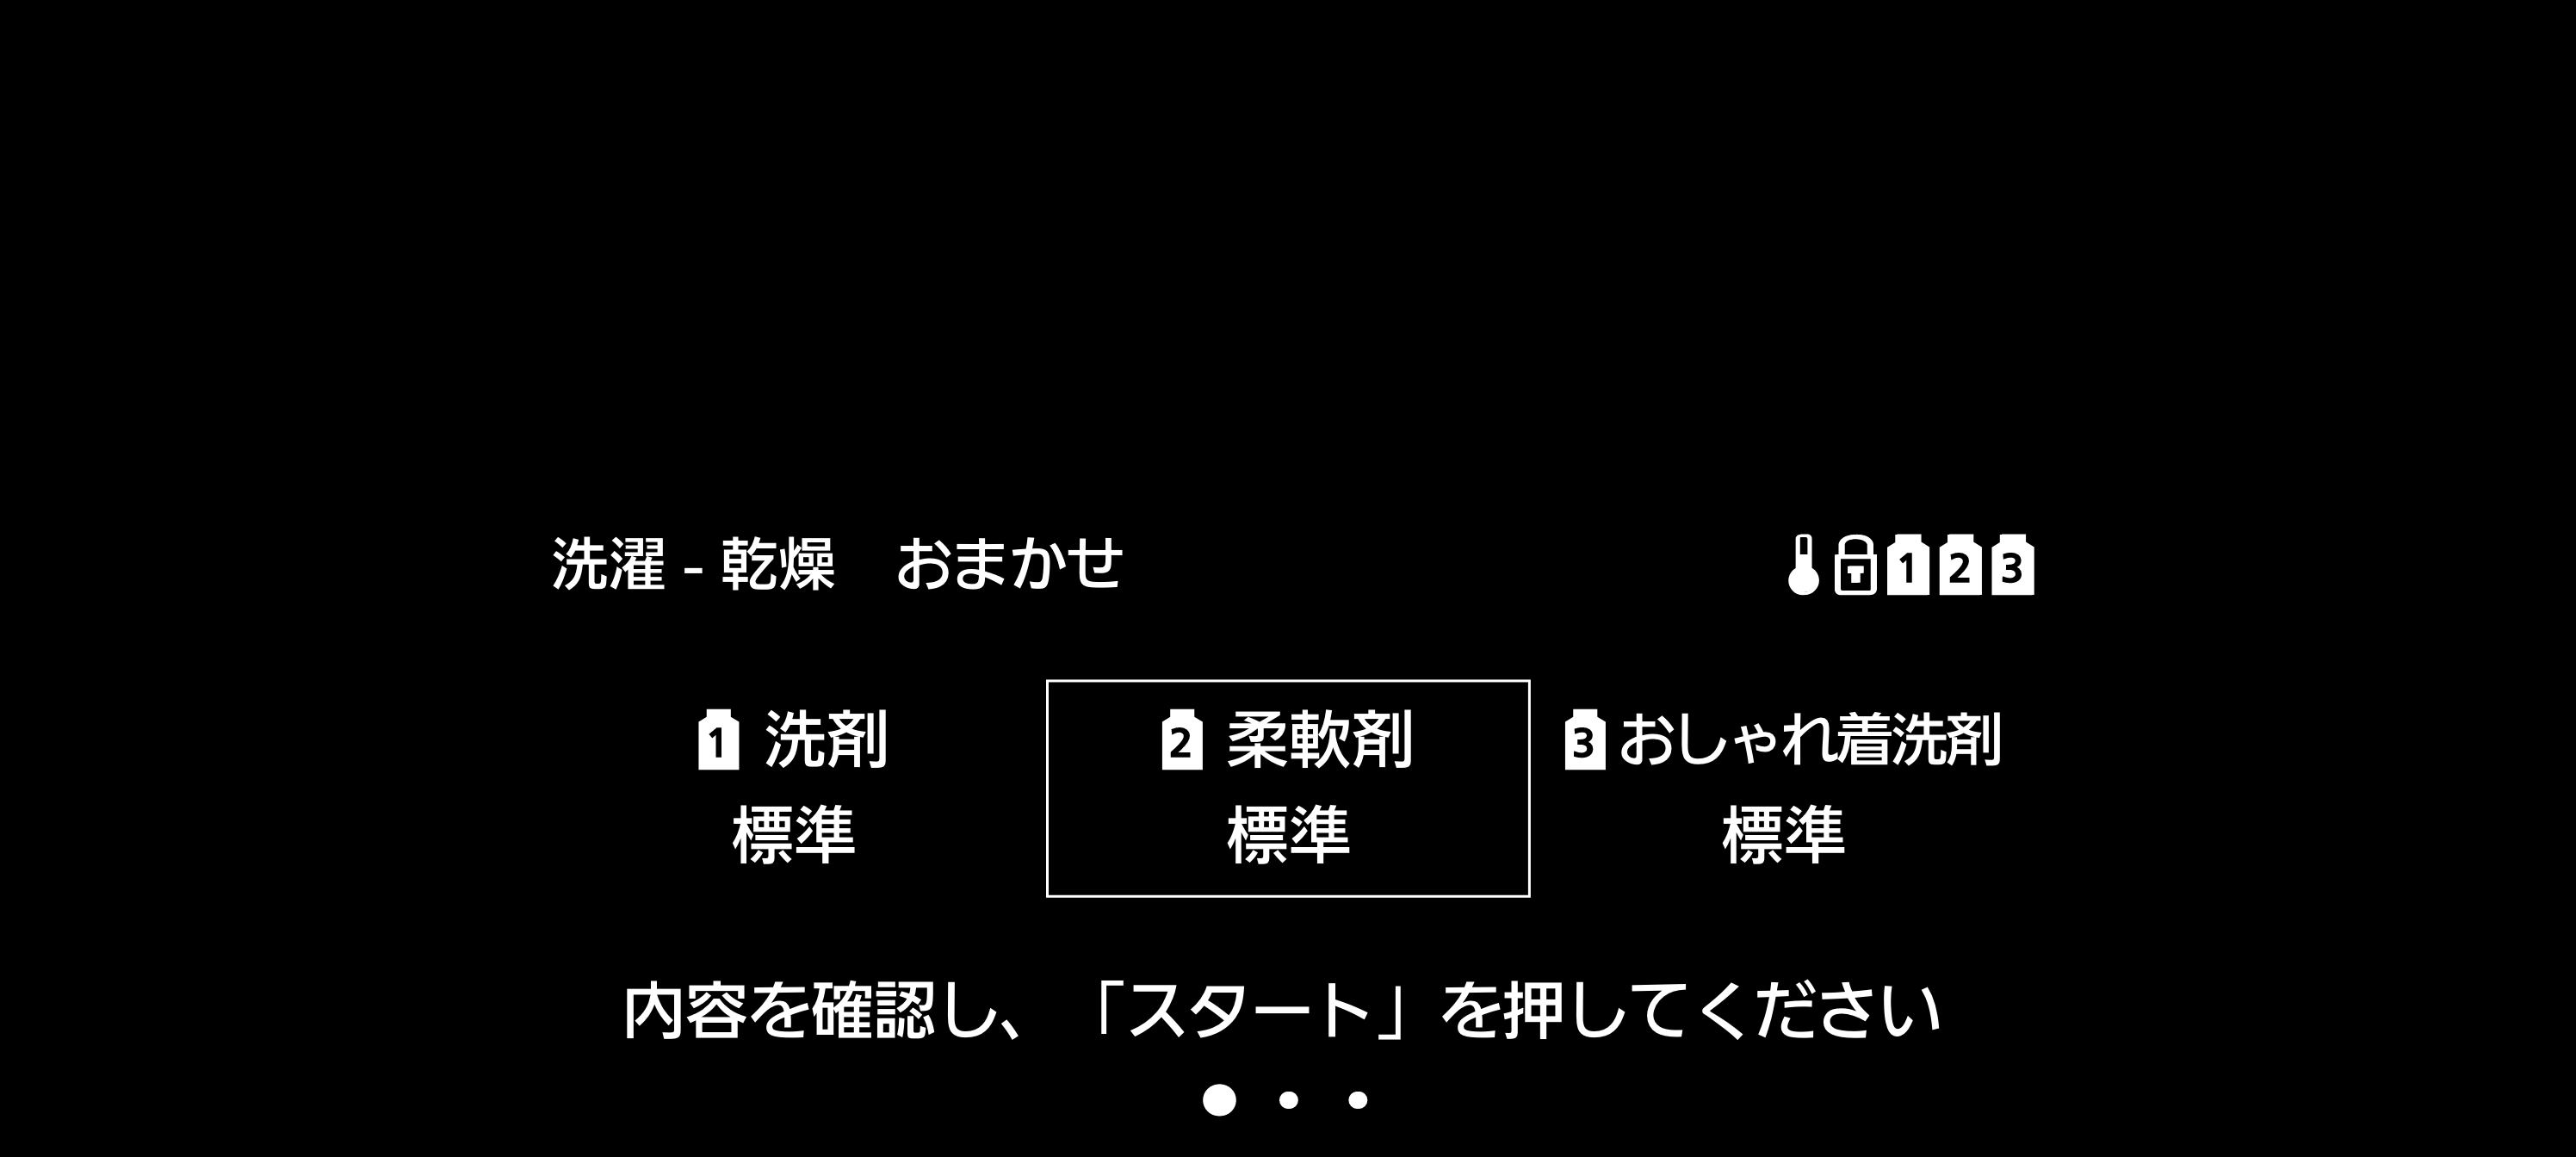 洗濯 - 乾燥　おまかせ 1 2 3
1 洗剤 2 柔軟剤 3 おしゃれ着洗剤
標準 標準 標準
内容を確認し、「スタート」を押してください